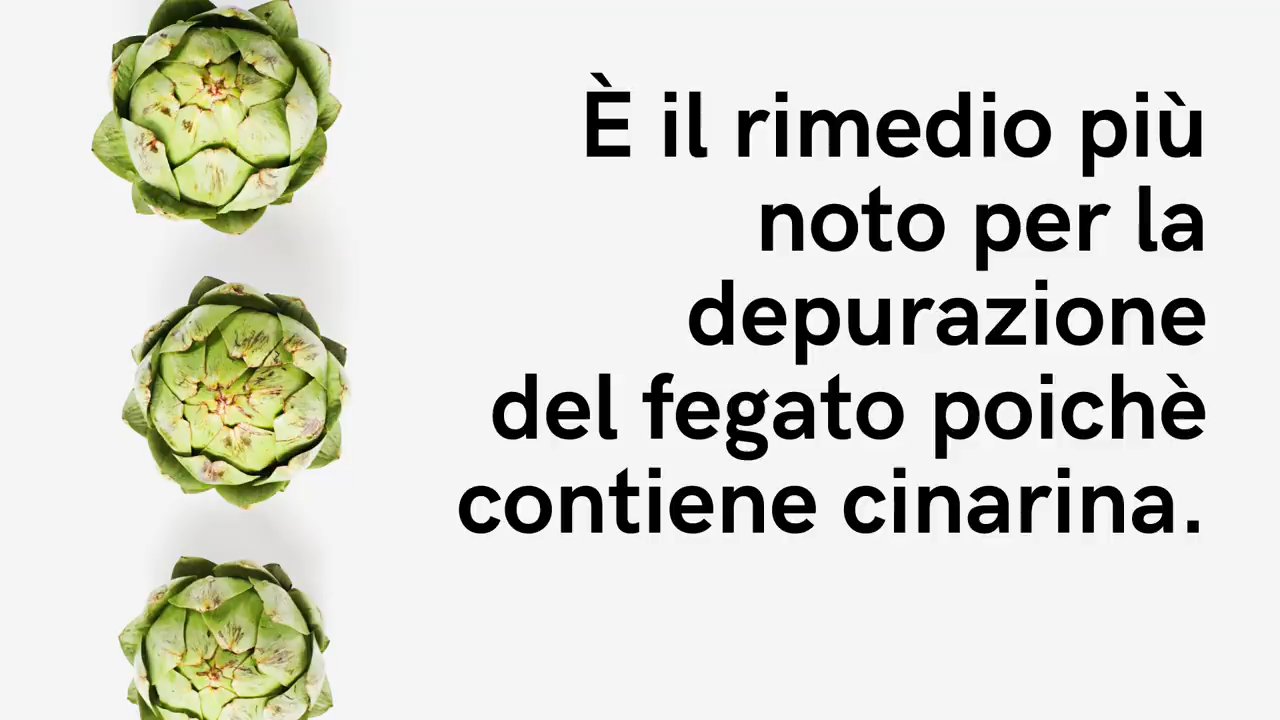 È il rimedio più
noto per la
depurazione
del fegato poichè
contiene cinarina.